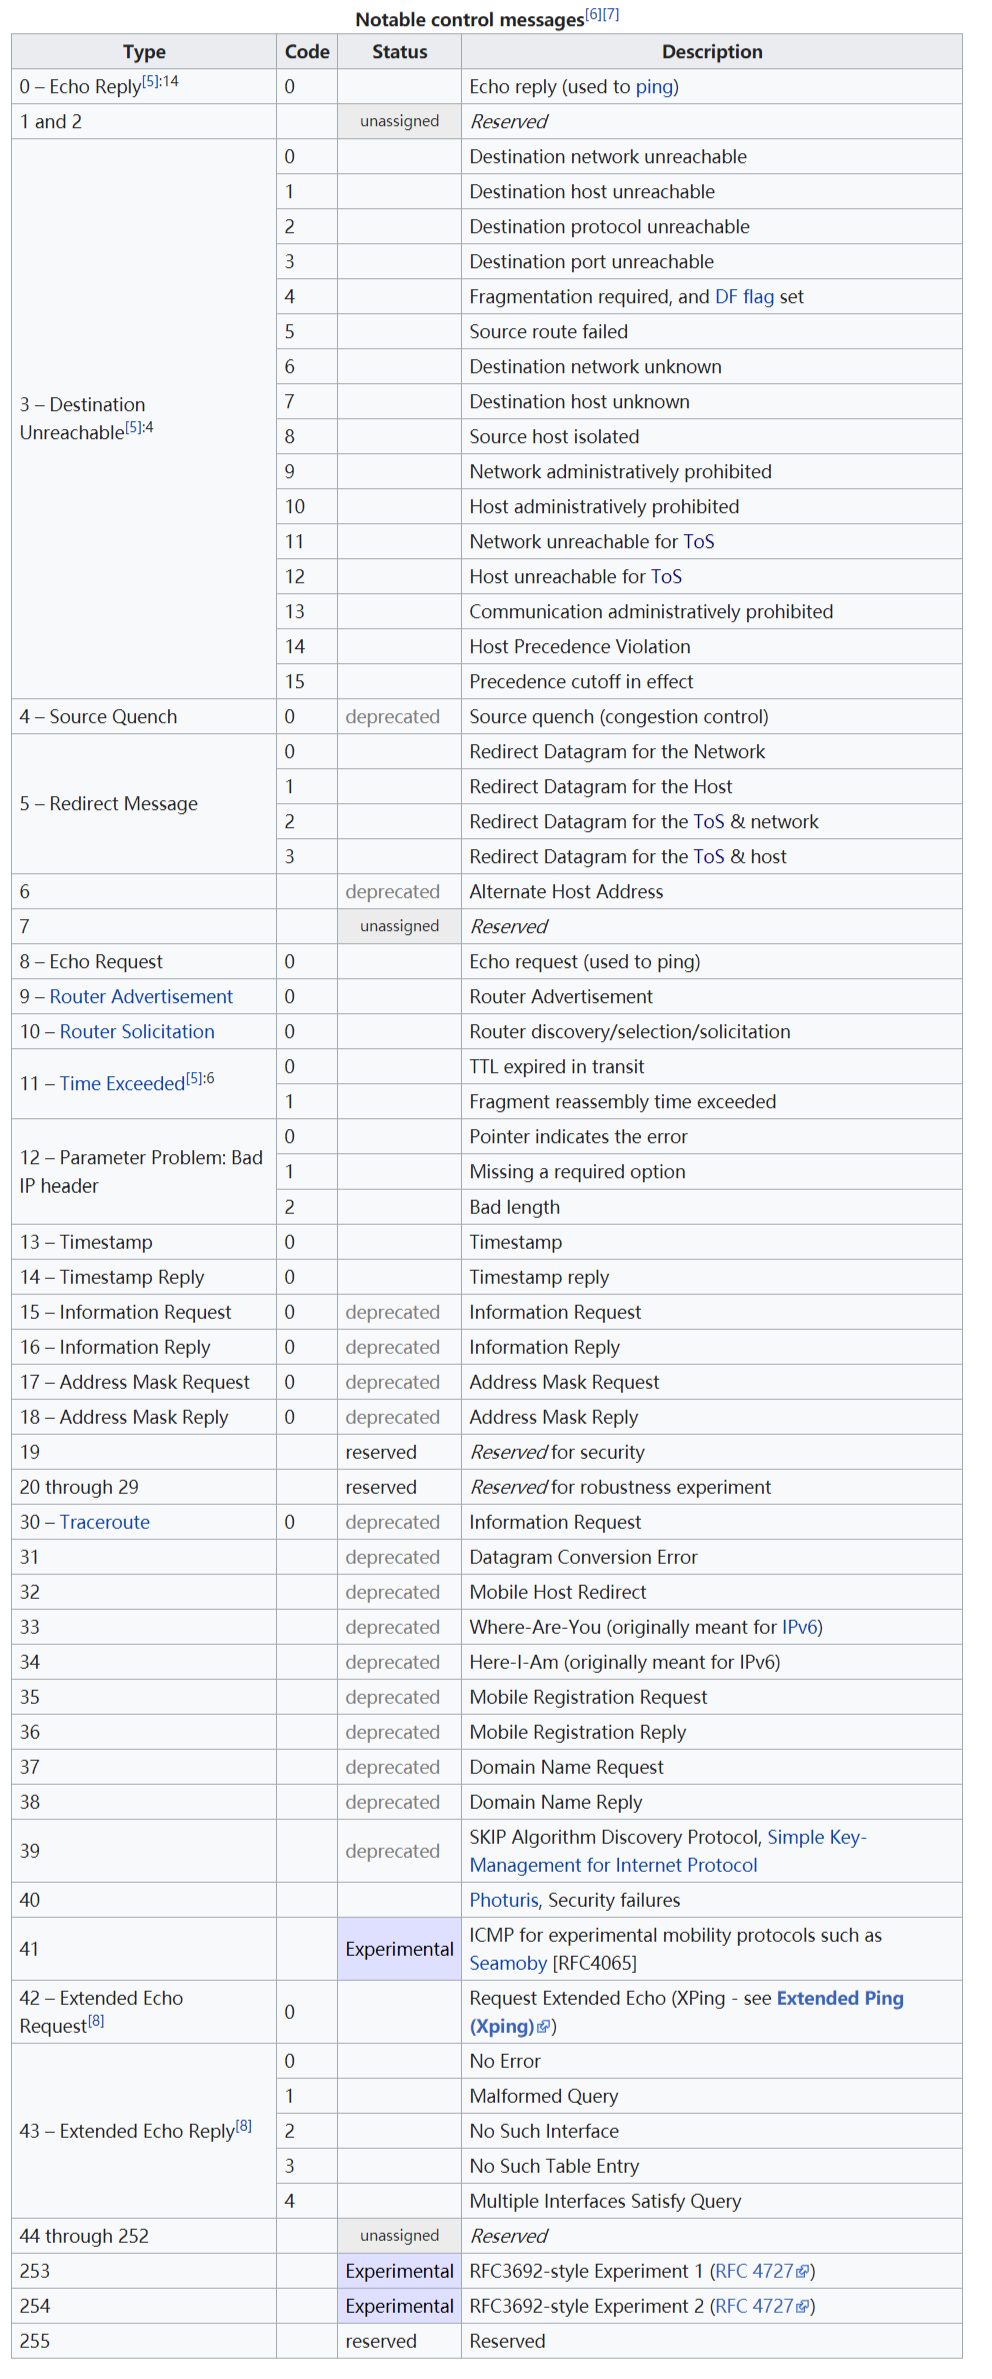 Notable control messages[6][7]
Type Code Status Description
0 – Echo Reply[5]:14 0 Echo reply (used to ping)
1 and 2 unassigned Reserved
3 – Destination
Unreachable[5]:4
0 Destination network unreachable
1 Destination host unreachable
2 Destination protocol unreachable
3 Destination port unreachable
4 Fragmentation required, and DF flag set
5 Source route failed
6 Destination network unknown
7 Destination host unknown
8 Source host isolated
9 Network administratively prohibited
10 Host administratively prohibited
11 Network unreachable for ToS
12 Host unreachable for ToS
13 Communication administratively prohibited
14 Host Precedence Violation
15 Precedence cutoff in effect
4 – Source Quench 0 deprecated Source quench (congestion control)
5 – Redirect Message
0 Redirect Datagram for the Network
1 Redirect Datagram for the Host
2 Redirect Datagram for the ToS & network
3 Redirect Datagram for the ToS & host
6 deprecated Alternate Host Address
7 unassigned Reserved
8 – Echo Request 0 Echo request (used to ping)
9 – Router Advertisement 0 Router Advertisement
10 – Router Solicitation 0 Router discovery/selection/solicitation
11 – Time Exceeded[5]:6
0 TTL expired in transit
1 Fragment reassembly time exceeded
12 – Parameter Problem: Bad
IP header
0 Pointer indicates the error
1 Missing a required option
2 Bad length
13 – Timestamp 0 Timestamp
14 – Timestamp Reply 0 Timestamp reply
15 – Information Request 0 deprecated Information Request
16 – Information Reply 0 deprecated Information Reply
17 – Address Mask Request 0 deprecated Address Mask Request
18 – Address Mask Reply 0 deprecated Address Mask Reply
19 reserved Reserved for security
20 through 29 reserved Reserved for robustness experiment
30 – Traceroute 0 deprecated Information Request
31 deprecated Datagram Conversion Error
32 deprecated Mobile Host Redirect
33 deprecated Where-Are-You (originally meant for IPv6)
34 deprecated Here-I-Am (originally meant for IPv6)
35 deprecated Mobile Registration Request
36 deprecated Mobile Registration Reply
37 deprecated Domain Name Request
38 deprecated Domain Name Reply
39 deprecated SKIP Algorithm Discovery Protocol, Simple Key-
Management for Internet Protocol
40 Photuris, Security failures
41 Experimental ICMP for experimental mobility protocols such as
Seamoby [RFC4065]
42 – Extended Echo
Request[8]
0 Request Extended Echo (XPing - see Extended Ping
(Xping))
43 – Extended Echo Reply[8]
0 No Error
1 Malformed Query
2 No Such Interface
3 No Such Table Entry
4 Multiple Interfaces Satisfy Query
44 through 252 unassigned Reserved
253 Experimental RFC3692-style Experiment 1 (RFC 4727)
254 Experimental RFC3692-style Experiment 2 (RFC 4727)
255 reserved Reserved